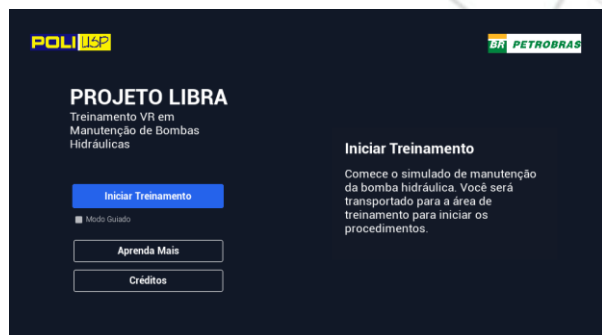 POLI USP
BR PETROBRAS
PROJETO LIBRA
Treinamento VR em
Manutenção de Bombas
Hidráulicas
Iniciar Treinamento
Modo Guiado
Aprenda Mais
Créditos
Iniciar Treinamento
Comece o simulado de manutenção
da bomba hidráulica. Você será
transportado para a área de
treinamento para iniciar os
procedimentos.